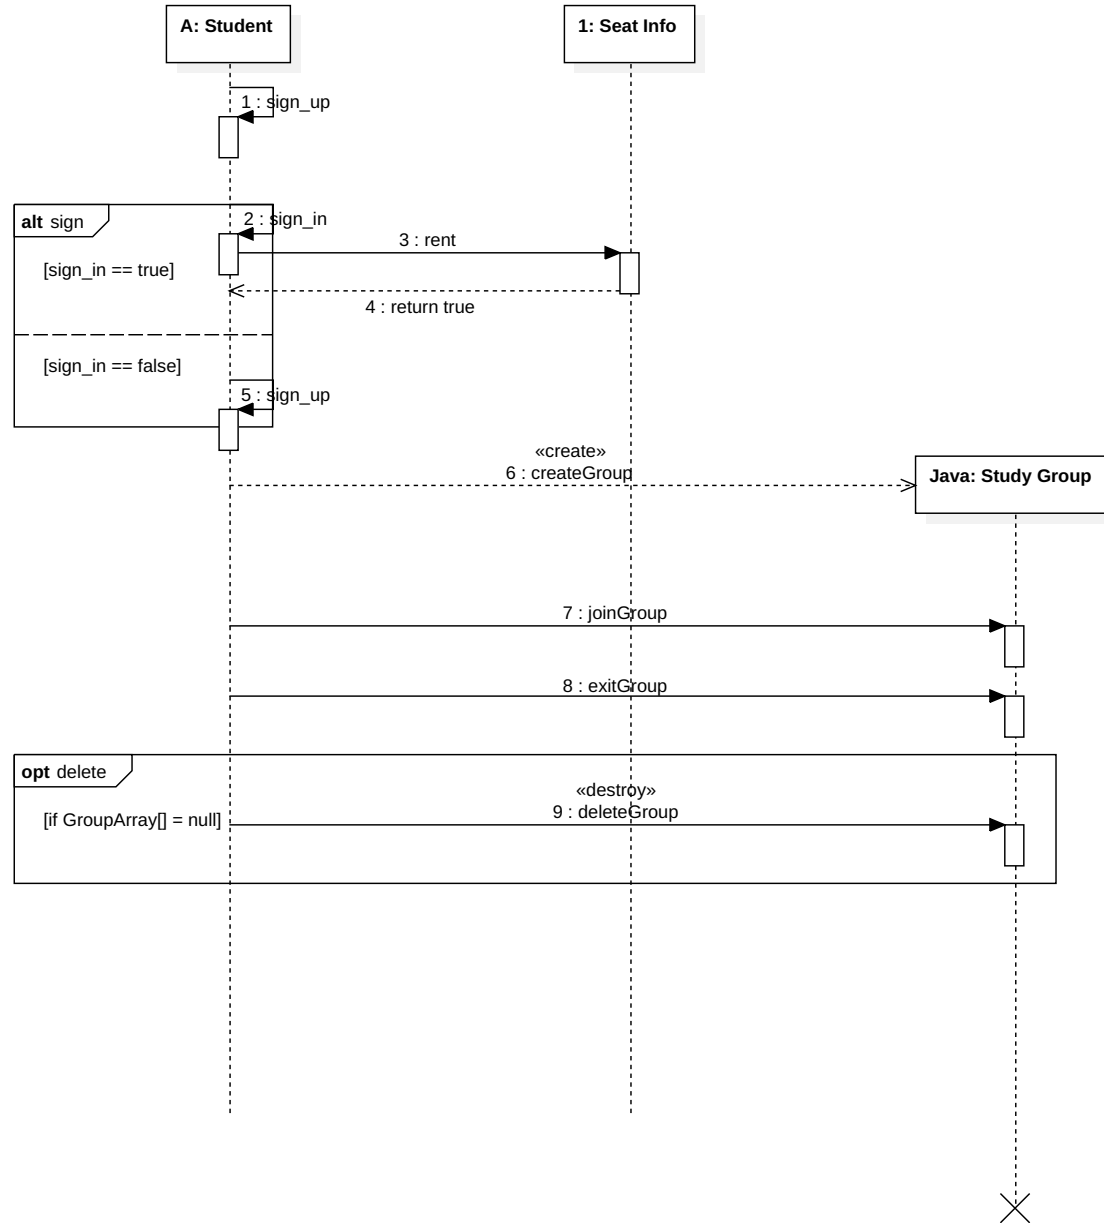 A: Student
1: Seat Info
1 : sign_up
alt sign
2 : sign_in
3 : rent
[sign_in == true]
4 : return true
[sign_in == false]
5 : sign_up
«create»
6 : createGroup
Java: Study Group
7 : joinGroup
8 : exitGroup
opt delete
«destroy»
9 : deleteGroup
[if GroupArray[] = null]